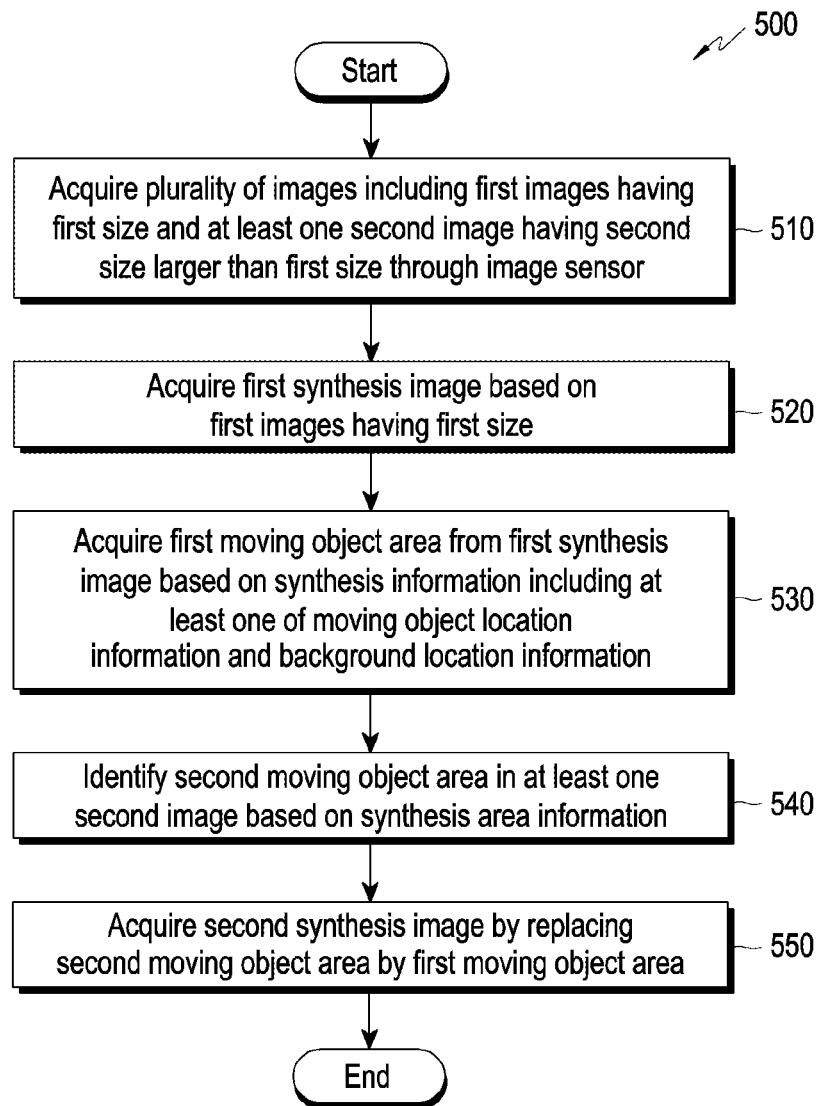 500
Start
Acquire plurality of images including first images having
first size and at least one second image having second
size larger than first size through image sensor
510
Acquire first synthesis image based on
first images having first size
520
Acquire first moving object area from first synthesis
image based on synthesis information including at
least one of moving object location
information and background location information
530
Identify second moving object area in at least one
second image based on synthesis area information
540
Acquire second synthesis image by replacing
second moving object area by first moving object area
550
End